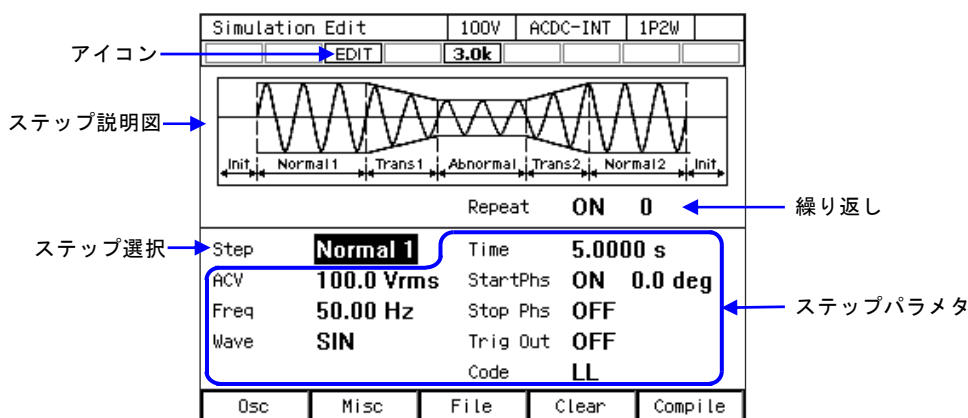 Simulation Edit 100V ACDC-INT 1P2W
アイコン EDIT 3.0k
ステップ説明図
Init Normal1 Trans1 Abnormal Trans2 Normal2 Init
Repeat ON 0 繰り返し
ステップ選択 Step Normal 1 Time 5.0000 s
ACV 100.0 Vrms StartPhs ON 0.0 deg
ステップパラメタ
Freq 50.00 Hz Stop Phs OFF
Wave SIN Trig Out OFF
Code LL
Osc Misc File Clear Compile